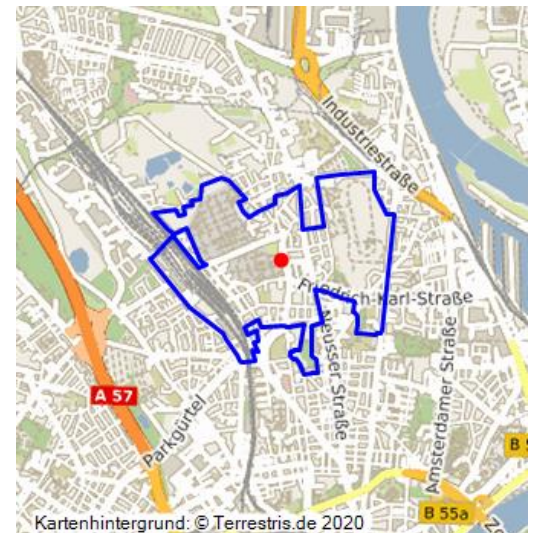 Industriestraße
Friedrich-Karl-Straße
Neusser Straße
A 57
Parkgürtel
Amsterdamer Straße
B 55a
Kartenhintergrund: © Terrestris.de 2020